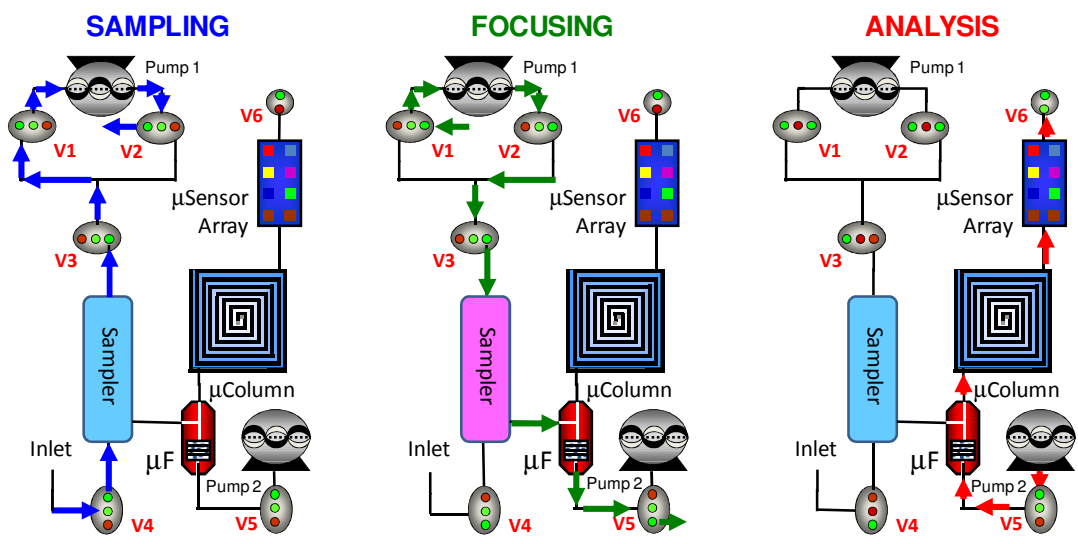 SAMPLING
Pump 1
V1
V2
V6
µSensor
Array
V3
Sampler
µColumn
Inlet
µF
Pump 2
V4
V5
FOCUSING
Pump 1
V1
V2
V6
µSensor
Array
V3
Sampler
µColumn
Inlet
µF
Pump 2
V4
V5
ANALYSIS
Pump 1
V1
V2
V6
µSensor
Array
V3
Sampler
µColumn
Inlet
µF
Pump 2
V4
V5